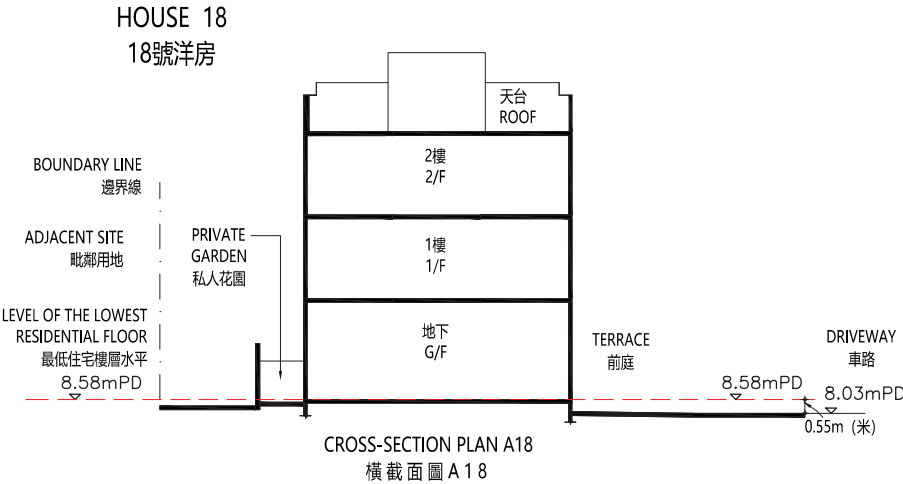 HOUSE 18
18號洋房
天台
ROOF
2樓
2/F
BOUNDARY LINE
邊界線
ADJACENT SITE
毗鄰用地
PRIVATE
GARDEN
私人花園
1樓
1/F
LEVEL OF THE LOWEST
RESIDENTIAL FLOOR
最低住宅樓層水平
8.58mPD
地下
G/F
TERRACE
前庭
DRIVEWAY
車路
8.58mPD
8.03mPD
0.55m (米)
CROSS-SECTION PLAN A18
橫截面圖A18